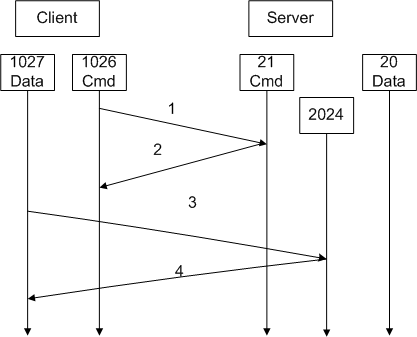 Client
Server
1027
Data
1026
Cmd
21
Cmd
20
Data
2024
1
2
3
4